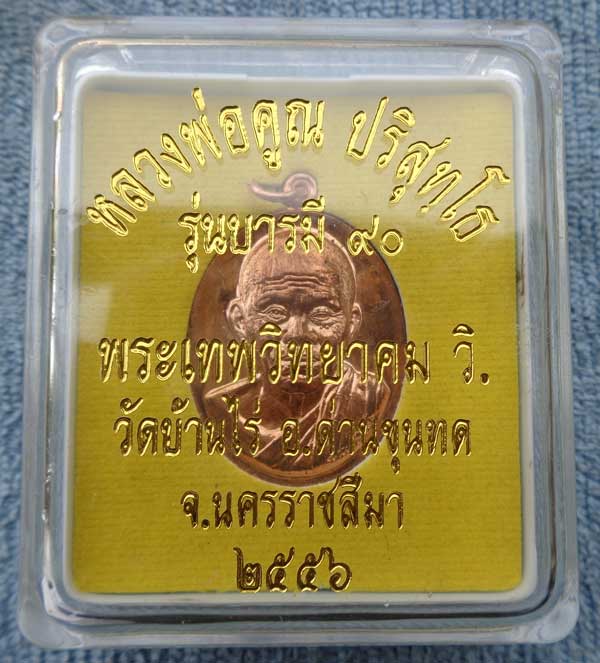 หลวงพ่อคูณ ปริสุทฺโธ
รุ่นบารมี ๙๐
พระเทพวิทยาคม วิ.
วัดบ้านไร่ อ.ด่านขุนทด
จ.นครราชสีมา
๒๕๕๖